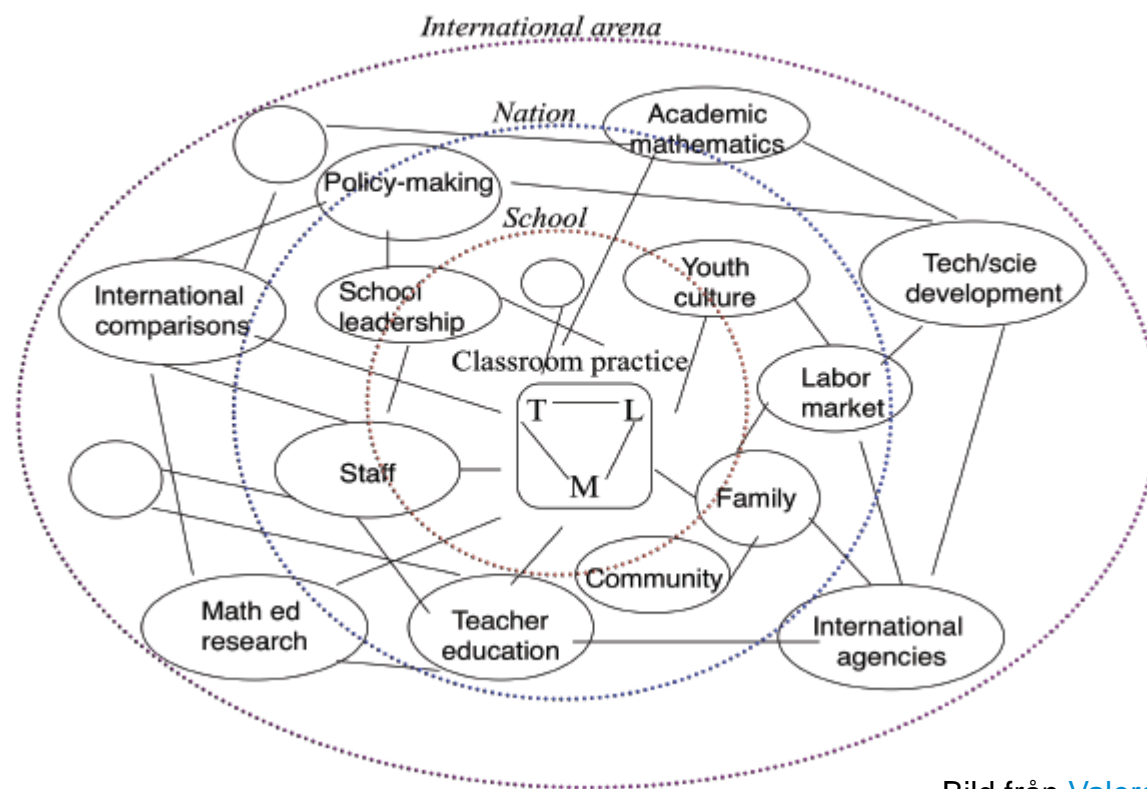 International arena
Nation
Academic
mathematics
Policy-making
School
Youth
culture
Tech/scie
development
International
comparisons
School
leadership
Classroom practice
Labor
market
T
L
M
Staff
Family
Community
Math ed
research
Teacher
education
International
agencies
Bild från